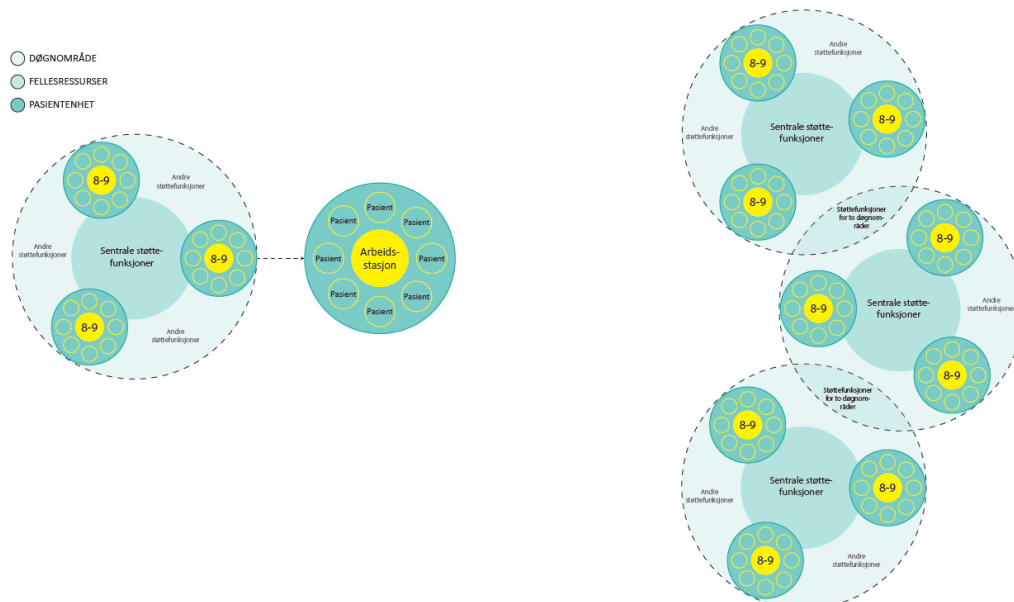 DØGNOMRÅDE
FELLESRESSURSER
PASIENTENHET
8-9
Andre
støttefunksjoner
Andre
støttefunksjoner
Sentrale støtte-
funksjoner
8-9
8-9
Andre
støttefunksjoner
Pasient
Pasient
Pasient
Pasient
Arbeids-
stasjon
Pasient
Pasient
Pasient
Pasient
Andre
støttefunksjoner
8-9
8-9
Andre
støttefunksjoner
Sentrale støtte-
funksjoner
8-9
Støttefunksjoner
for to døgnom-
råder
8-9
8-9
Sentrale støtte-
funksjoner
Andre
støttefunksjoner
8-9
Støttefunksjoner
for to døgnom-
råder
8-9
Sentrale støtte-
funksjoner
8-9
Andre
støttefunksjoner
8-9
Andre
støttefunksjoner